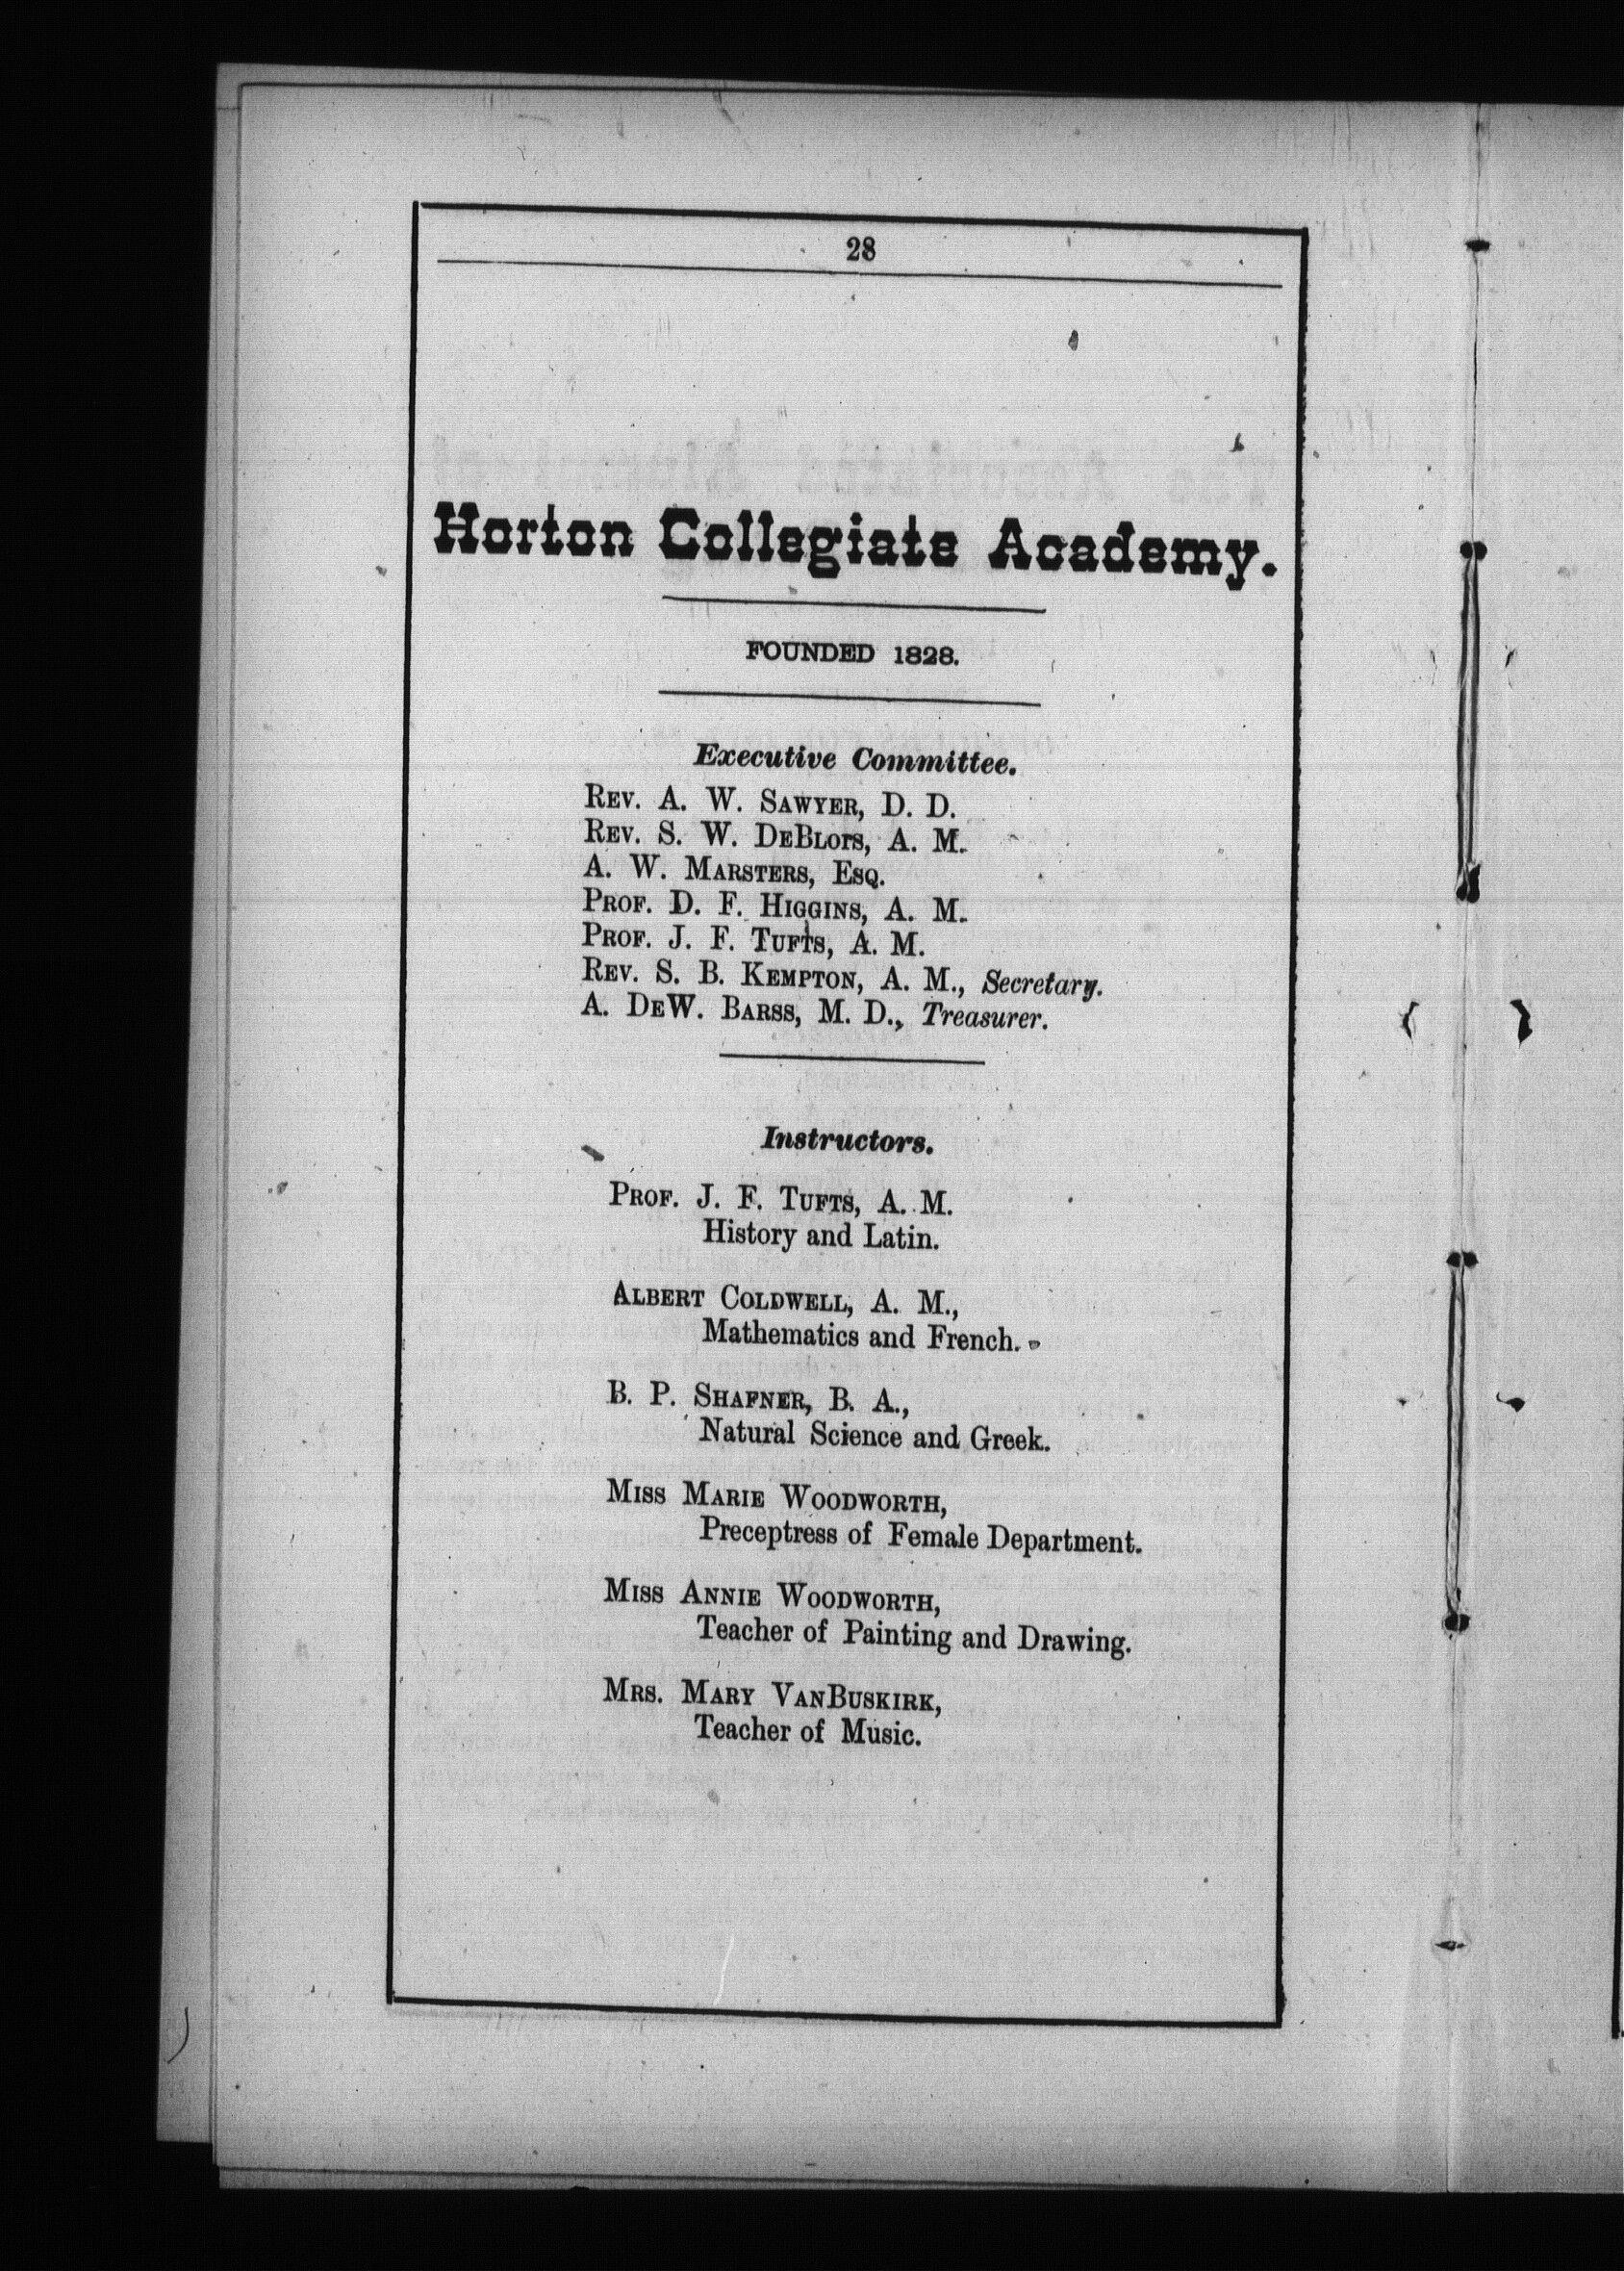 28
Horton Collegiate Academy.
FOUNDED 1828.
Executive Committee.
REV. A. W. SAWYER, D. D.
REV. S. W. DEBLOIS, A. M.
A. W. MARSTERS, ESQ.
PROF. D. F. HIGGINS, A. M.
PROF. J. F. TUFTS, A. M.
REV. S. B. KEMPTON, A. M., Secretary.
A. DEW. BARSS, M. D., Treasurer.
Instructors.
PROF. J. F. TUFTS, A. M.
History and Latin.
ALBERT COLDWELL, A. M.,
Mathematics and French.
B. P. SHAFNER, B. A.,
Natural Science and Greek.
MISS MARIE WOODWORTH,
Preceptress of Female Department.
MISS ANNIE WOODWORTH,
Teacher of Painting and Drawing.
MRS. MARY VANBUSKIRK,
Teacher of Music.